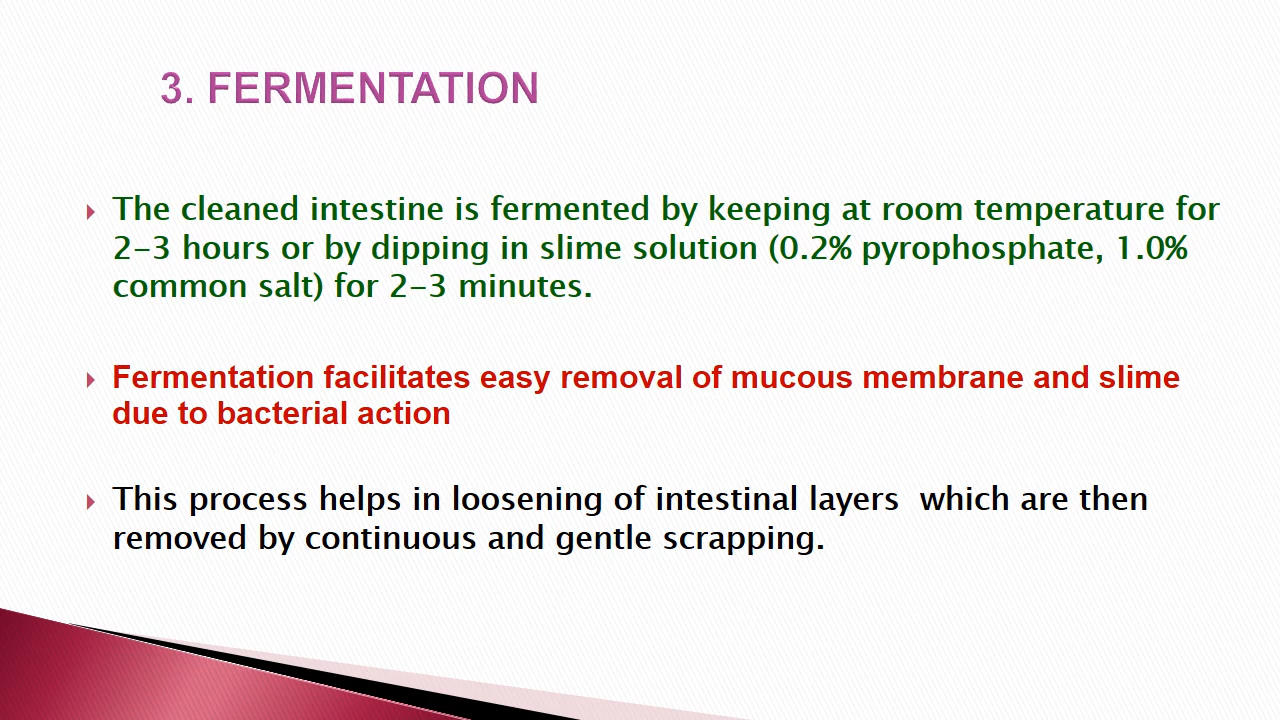 3. FERMENTATION
The cleaned intestine is fermented by keeping at room temperature for
2-3 hours or by dipping in slime solution (0.2% pyrophosphate, 1.0%
common salt) for 2-3 minutes.
Fermentation facilitates easy removal of mucous membrane and slime
due to bacterial action
This process helps in loosening of intestinal layers  which are then
removed by continuous and gentle scrapping.